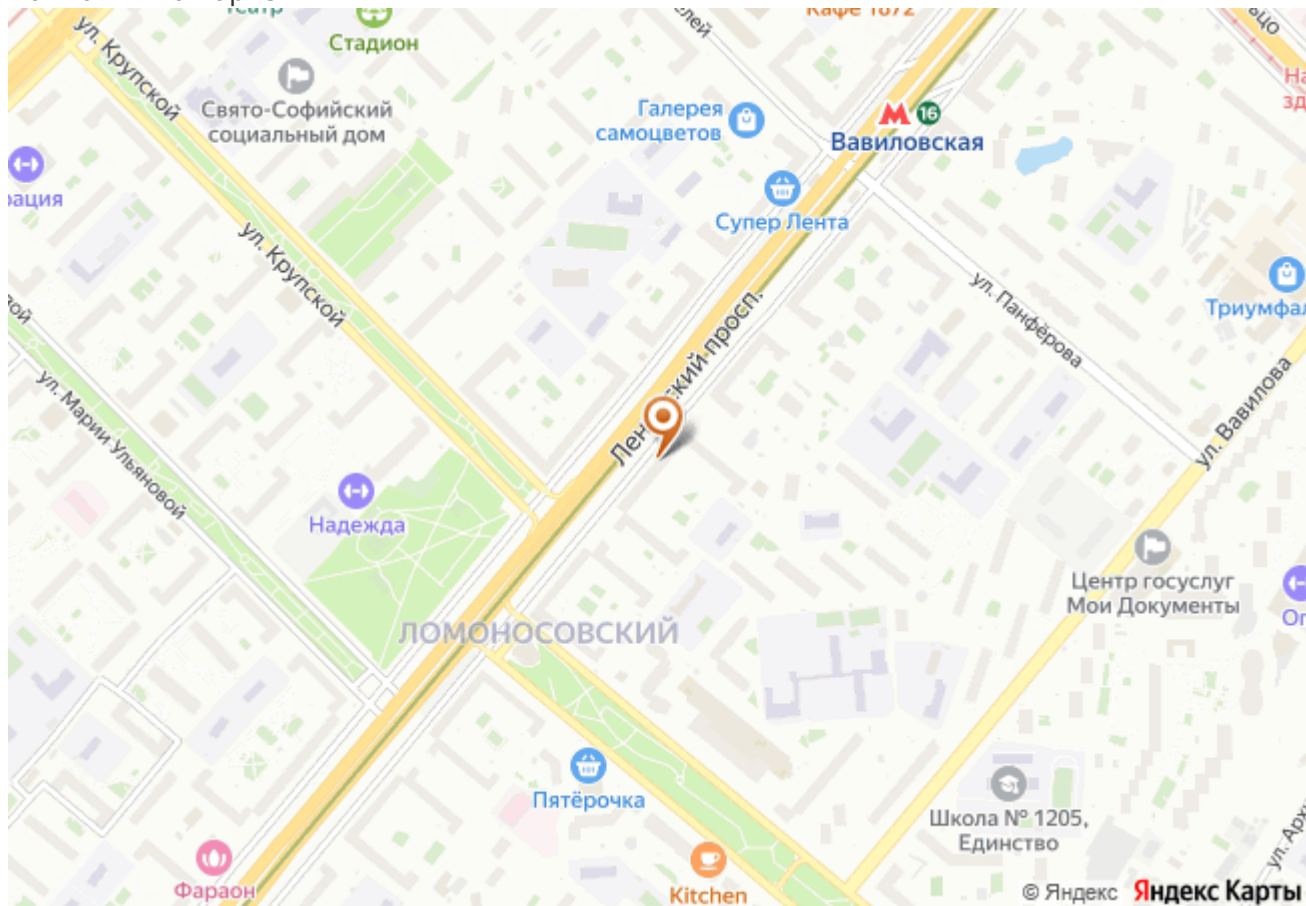 Театр
Стадион
ул. Крупской
Свято-Софийский
социальный дом
Кафе 1872
Галерея
самоцветов
16
Вавиловская
Супер Лента
ул. Крупской
ул. Панфёрова
Ленинский просп.
ул. Вавилова
ул. Марии Ульяновой
Надежда
ЛОМОНОСОВСКИЙ
Центр госуслуг
Мои Документы
Пятёрочка
Школа № 1205,
Единство
Фараон
Kitchen
© Яндекс Яндекс Карты